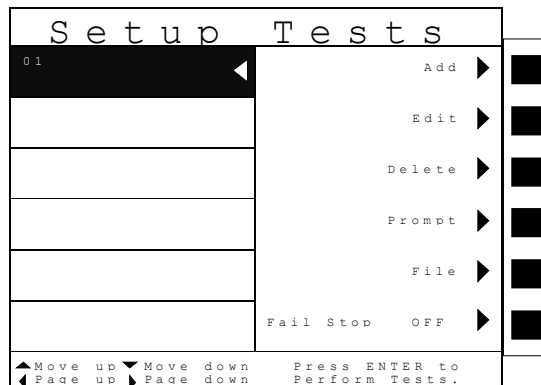 Setup Tests
01
Add
Edit
Delete
Prompt
File
Fail Stop OFF
Move up Move down Press ENTER to
Page up Page down Perform Tests.